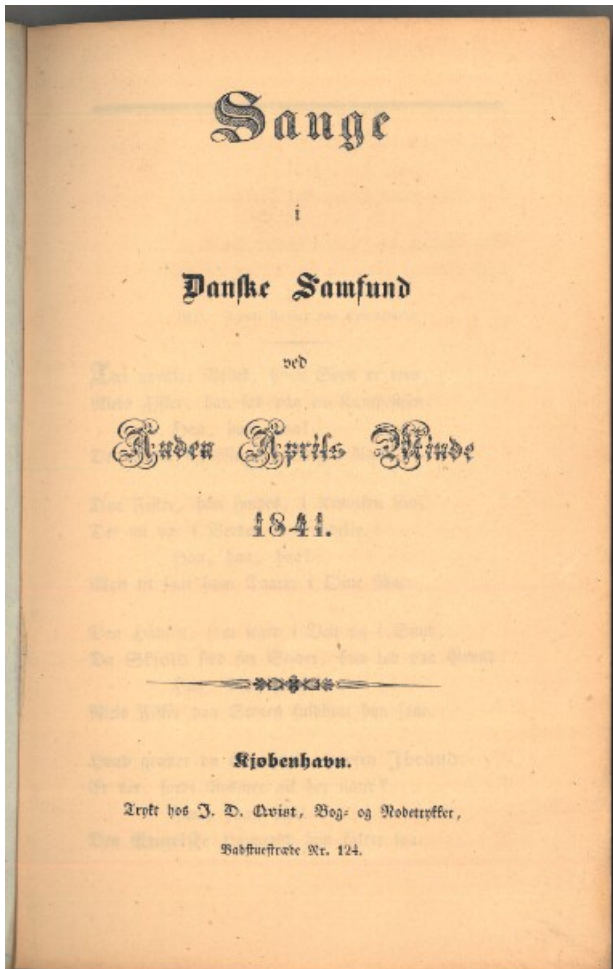 Sange
i
Danske Samfund
ved
Anden Aprils Minde
1841.
Kjøbenhavn.
Trykt hos J. D. Qvist, Bog- og Nodetrykker,
Badstuestræde Nr. 124.